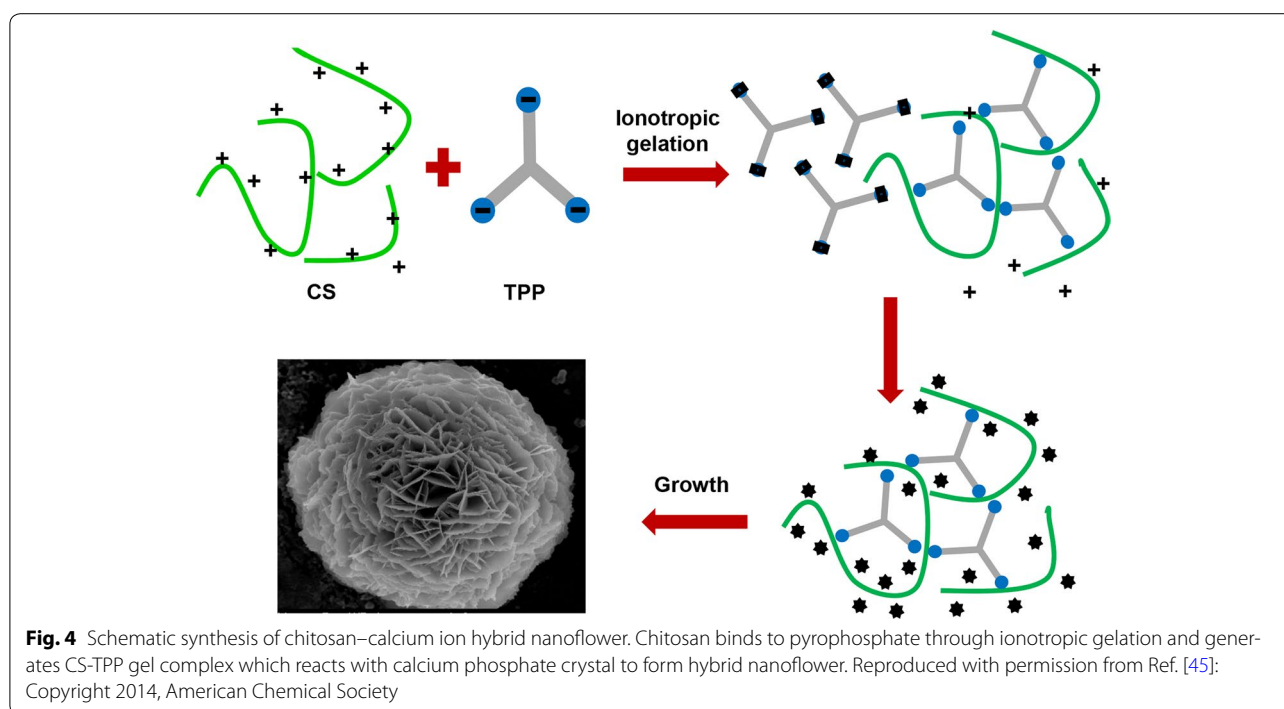 Ionotropic
gelation
CS
TPP
Growth
Fig. 4 Schematic synthesis of chitosan–calcium ion hybrid nanoflower. Chitosan binds to pyrophosphate through ionotropic gelation and gener-
ates CS-TPP gel complex which reacts with calcium phosphate crystal to form hybrid nanoflower. Reproduced with permission from Ref. [45]:
Copyright 2014, American Chemical Society